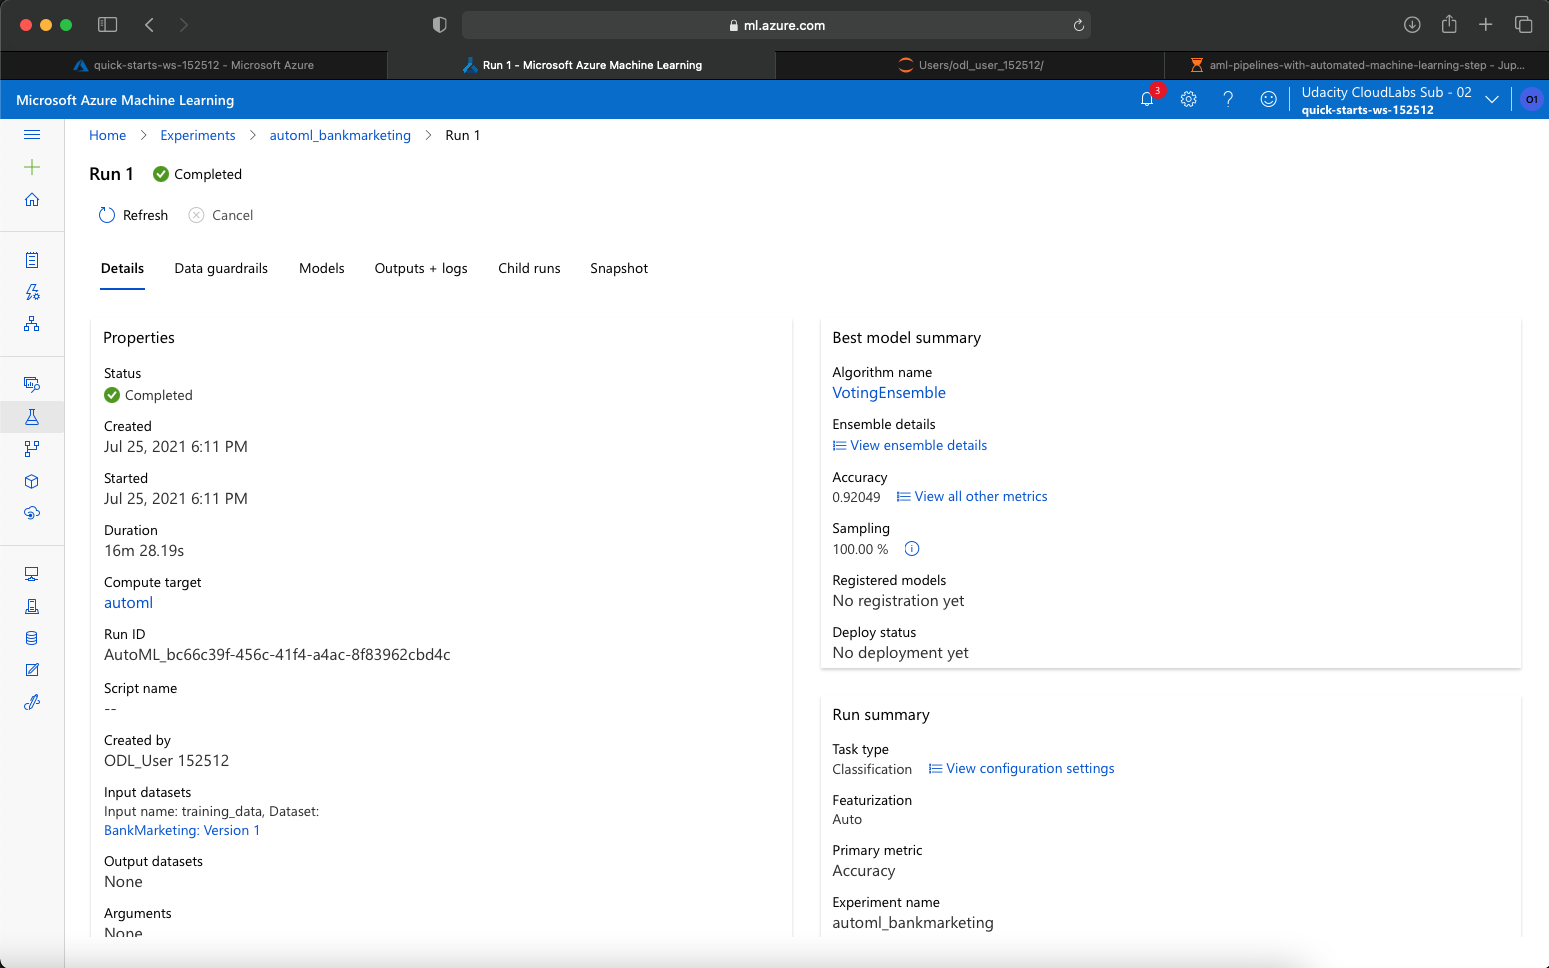 ml.azure.com
quick-starts-ws-152512 - Microsoft Azure
Run 1 - Microsoft Azure Machine Learning
Users/odl_user_152512/
aml-pipelines-with-automated-machine-learning-step - Jup...
Microsoft Azure Machine Learning
3
?
Udacity CloudLabs Sub - 02
quick-starts-ws-152512
O1
Home > Experiments > automl_bankmarketing > Run 1
Run 1 Completed
Refresh Cancel
Details Data guardrails Models Outputs + logs Child runs Snapshot
Properties
Status
Completed
Created
Jul 25, 2021 6:11 PM
Started
Jul 25, 2021 6:11 PM
Duration
16m 28.19s
Compute target
automl
Run ID
AutoML_bc66c39f-456c-41f4-a4ac-8f83962cbd4c
Script name
--
Created by
ODL_User 152512
Input datasets
Input name: training_data, Dataset:
BankMarketing: Version 1
Output datasets
None
Arguments
None
Best model summary
Algorithm name
VotingEnsemble
Ensemble details
View ensemble details
Accuracy
0.92049 View all other metrics
Sampling
100.00 %
Registered models
No registration yet
Deploy status
No deployment yet
Run summary
Task type
Classification View configuration settings
Featurization
Auto
Primary metric
Accuracy
Experiment name
automl_bankmarketing